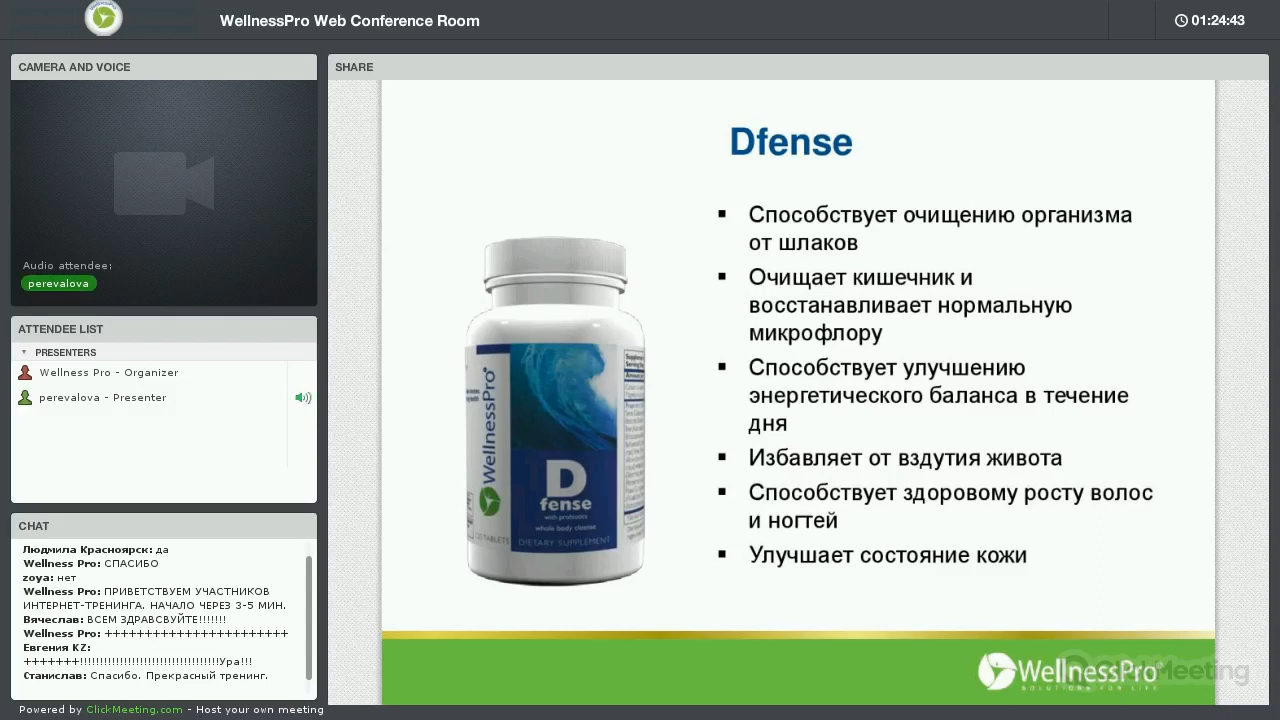 WellnessPro Web Conference Room
01:24:43
CAMERA AND VOICE
Audio attendee:
perevalova
ATTENDEE LIST
PRESENTERS
Wellness Pro - Organizer
perevalova - Presenter
CHAT
Людмила Красноярск: да
Wellness Pro: СПАСИБО
zoya: нет
Wellness Pro: ПРИВЕТСТВУЕМ УЧАСТНИКОВ
ИНТЕРНЕТ-ТРЕНИНГА. НАЧАЛО ЧЕРЕЗ 3-5 МИН.
Вячеслав: ВСЕМ ЗДРАВСВУЙТЕ!!!!!!!
Wellness Pro: ++++++++++++++++++++++
Евгения KZ:
Станислав: Спасибо. Прекрасный тренинг.
Powered by ClickMeeting.com - Host your own meeting
SHARE
Dfense
▪ Способствует очищению организма
от шлаков
▪ Очищает кишечник и
восстанавливает нормальную
микрофлору
▪ Способствует улучшению
энергетического баланса в течение
дня
▪ Избавляет от вздутия живота
▪ Способствует здоровому росту волос
и ногтей
▪ Улучшает состояние кожи
WellnessPro®
D
fense
with probiotics
whole body cleanse
DIETARY SUPPLEMENT
WellnessPro®
SOLUTIONS FOR LIFE